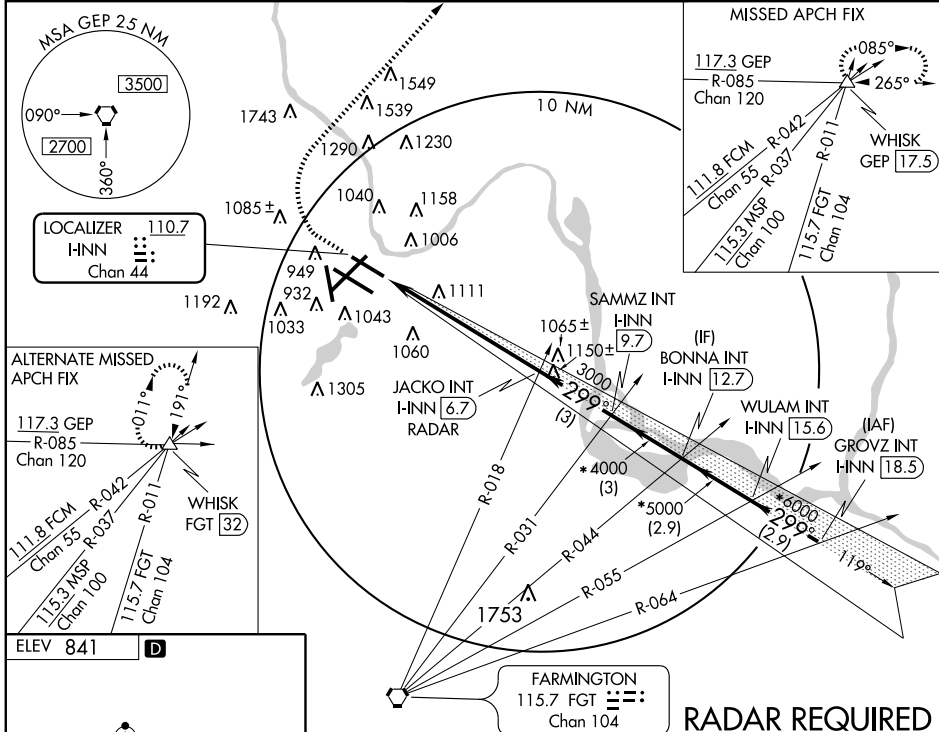 MSA GEP 25 NM
3500
090°
2700
360°
LOCALIZER 110.7
I-INN
Chan 44
1549
1743
1539
1290
1230
10 NM
1040
1158
1085 ±
1006
949
1192
932
1033
1043
1111
1060
1305
1065 ±
1150 ±
MISSED APCH FIX
117.3 GEP
R-085
Chan 120
085°
265°
WHISK
GEP 17.5
111.8 FCM R-042
Chan 55
115.3 MSP R-037
Chan 100
115.7 FGT R-011
Chan 104
ALTERNATE MISSED
APCH FIX
011°
191°
117.3 GEP
R-085
Chan 120
WHISK
FGT 32
111.8 FCM R-042
Chan 55
115.3 MSP R-037
Chan 100
115.7 FGT R-011
Chan 104
SAMMZ INT
I-INN
9.7
(IF)
BONNA INT
I-INN 12.7
WULAM INT
I-INN 15.6
(IAF)
GROVZ INT
I-INN 18.5
JACKO INT
I-INN 6.7
RADAR
3000
299°
(3)
*4000
(3)
*5000
(2.9)
*6000
299°
(2.9)
119°
R-018
R-031
R-044
R-055
R-064
1753
FARMINGTON
115.7 FGT
Chan 104
ELEV 841 D
RADAR REQUIRED